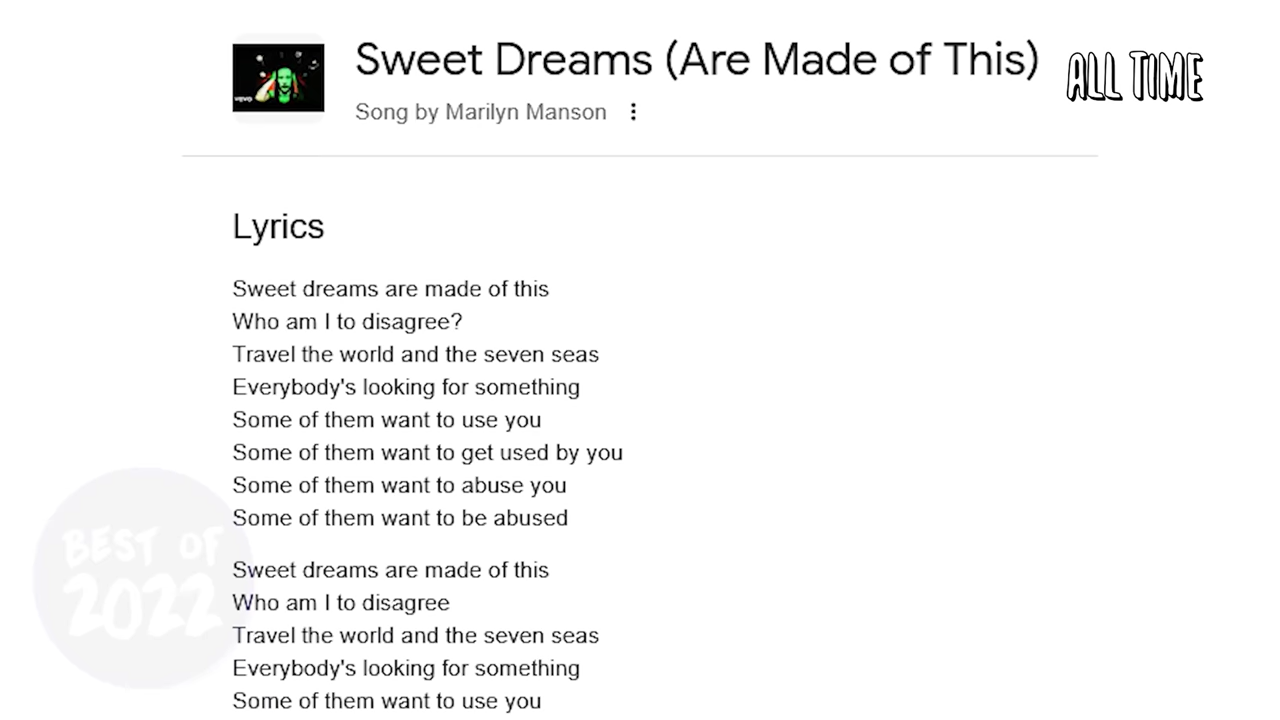 Sweet Dreams (Are Made of This)
ALL TIME
Song by Marilyn Manson
vevo
Lyrics
Sweet dreams are made of this
Who am I to disagree?
Travel the world and the seven seas
Everybody's looking for something
Some of them want to use you
Some of them want to get used by you
Some of them want to abuse you
Some of them want to be abused
Sweet dreams are made of this
Who am I to disagree
Travel the world and the seven seas
Everybody's looking for something
Some of them want to use you
BEST OF
2022